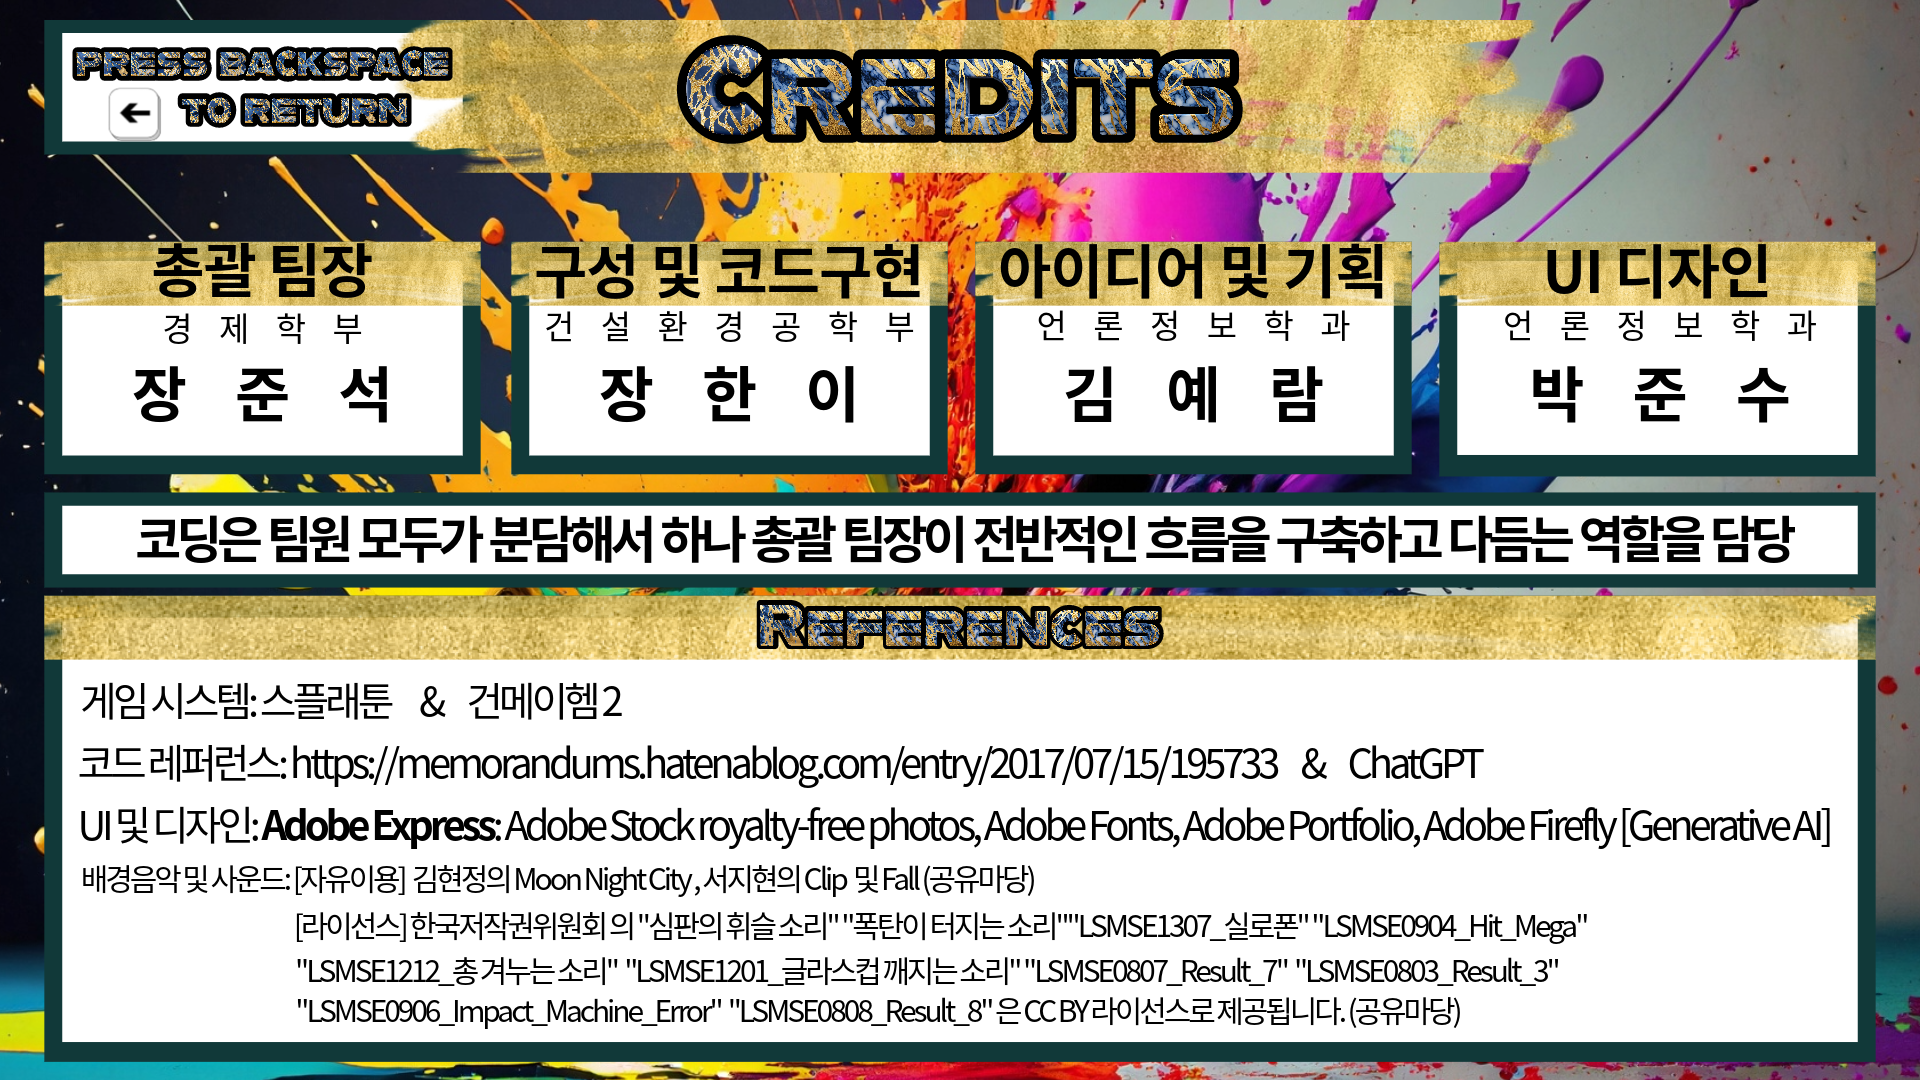 PRESS BACKSPACE
TO RETURN
CREDITS
총괄 팀장
경 제 학 부
장 준 석
구성 및 코드구현
건 설 환 경 공 학 부
장 한 이
아이디어 및 기획
언 론 정 보 학 과
김 예 람
UI 디자인
언 론 정 보 학 과
박 준 수
코딩은 팀원 모두가 분담해서 하나 총괄 팀장이 전반적인 흐름을 구축하고 다듬는 역할을 담당
REFERENCES
게임 시스템: 스플래툰 & 건메이헴 2
코드 레퍼런스: https://memorandums.hatenablog.com/entry/2017/07/15/195733 & ChatGPT
UI 및 디자인: Adobe Express: Adobe Stock royalty-free photos, Adobe Fonts, Adobe Portfolio, Adobe Firefly [Generative AI]
배경음악 및 사운드: [자유이용] 김현정의 Moon Night City , 서지현의 Clip 및 Fall (공유마당)
[라이선스] 한국저작권위원회 의 "심판의 휘슬 소리" "폭탄이 터지는 소리""LSMSE1307_실로폰" "LSMSE0904_Hit_Mega"
"LSMSE1212_총 겨누는 소리" "LSMSE1201_글라스컵 깨지는 소리" "LSMSE0807_Result_7" "LSMSE0803_Result_3"
"LSMSE0906_Impact_Machine_Error" "LSMSE0808_Result_8" 은 CC BY 라이선스로 제공됩니다. (공유마당)